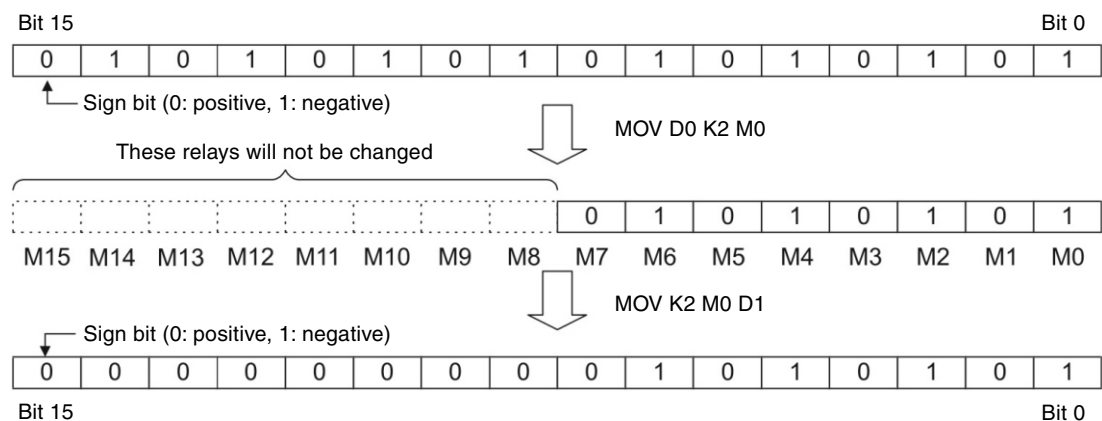 Bit 15 Bit 0
0 1 0 1 0 1 0 1 0 1 0 1 0 1 0 1
Sign bit (0: positive, 1: negative)
MOV D0 K2 M0
These relays will not be changed
0 1 0 1 0 1 0 1
M15 M14 M13 M12 M11 M10 M9 M8 M7 M6 M5 M4 M3 M2 M1 M0
MOV K2 M0 D1
Sign bit (0: positive, 1: negative)
0 0 0 0 0 0 0 0 0 1 0 1 0 1 0 1
Bit 15 Bit 0